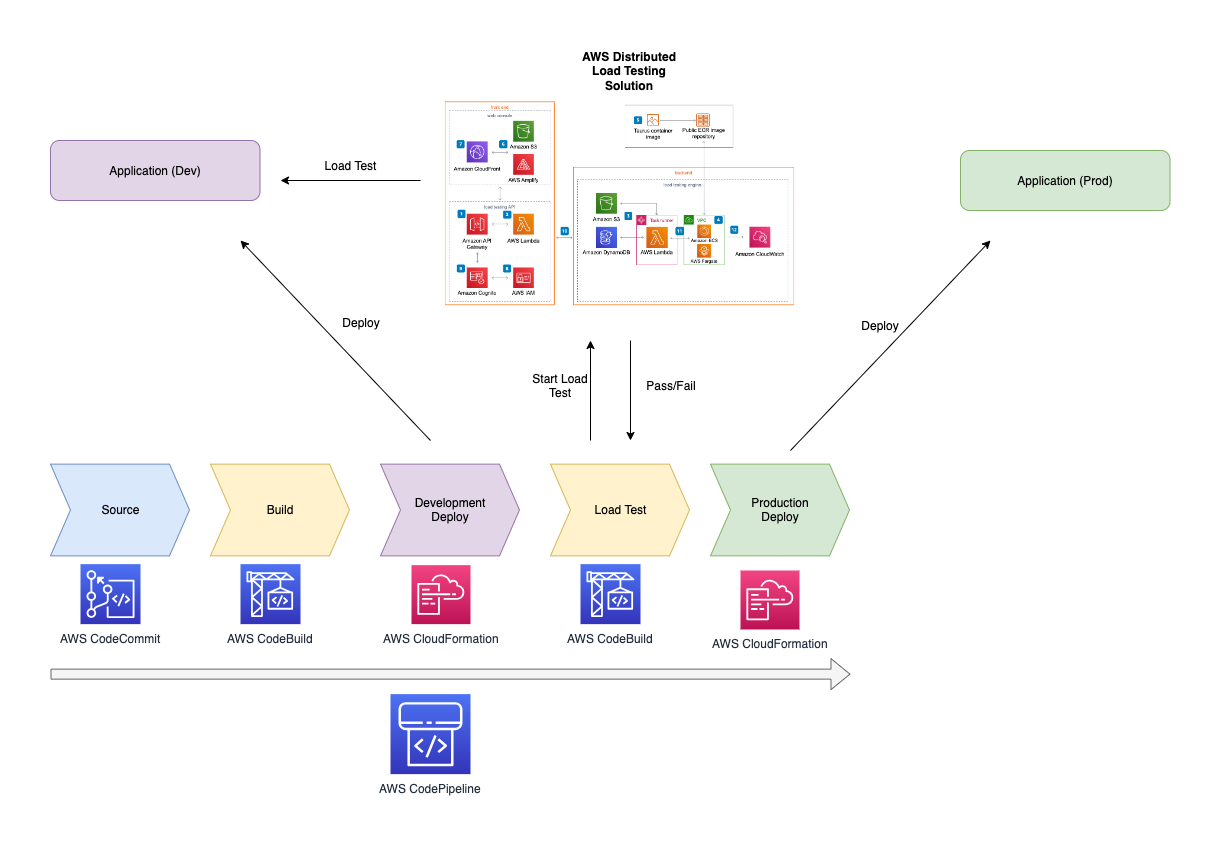 AWS Distributed
Load Testing
Solution
front end
web console
7
6
Amazon S3
Amazon CloudFront
AWS Amplify
load testing API
1
2
Amazon API
Gateway
AWS Lambda
9
8
Amazon Cognito
AWS IAM
10
5
Taurus container
image
Public ECR image
repository
backend
load testing engine
Amazon S3
3
Task runner
VPC
4
Amazon DynamoDB
AWS Lambda
11
Amazon ECS
AWS Fargate
12
Amazon CloudWatch
Application (Dev)
Load Test
Application (Prod)
Deploy
Start Load
Test
Pass/Fail
Deploy
Source
Build
Development
Deploy
Load Test
Production
Deploy
AWS CodeCommit
AWS CodeBuild
AWS CloudFormation
AWS CodeBuild
AWS CloudFormation
AWS CodePipeline